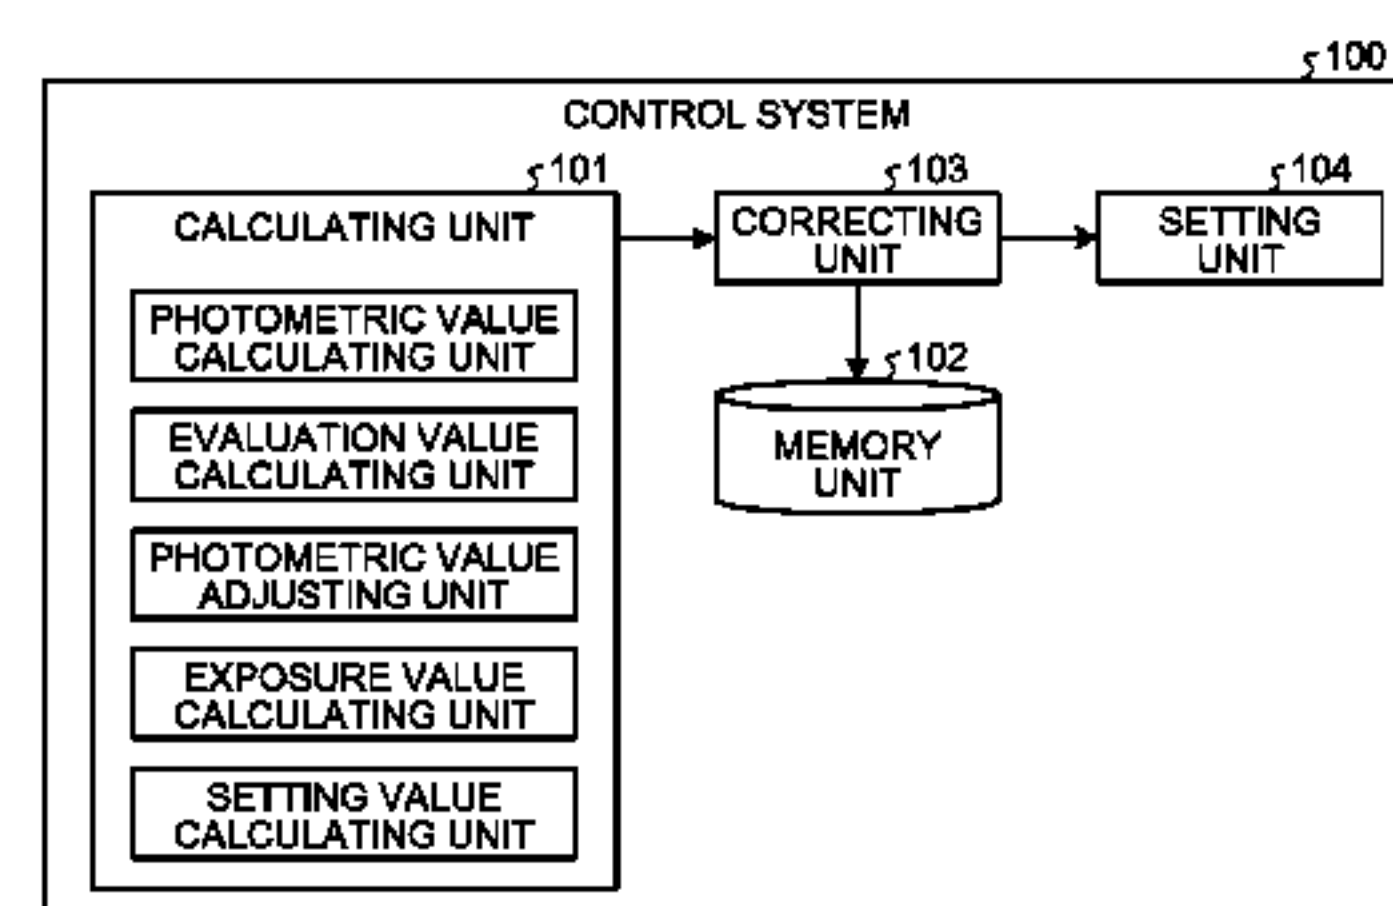 100
CONTROL SYSTEM
101
CALCULATING UNIT
PHOTOMETRIC VALUE
CALCULATING UNIT
EVALUATION VALUE
CALCULATING UNIT
PHOTOMETRIC VALUE
ADJUSTING UNIT
EXPOSURE VALUE
CALCULATING UNIT
SETTING VALUE
CALCULATING UNIT
103
CORRECTING
UNIT
102
MEMORY
UNIT
104
SETTING
UNIT